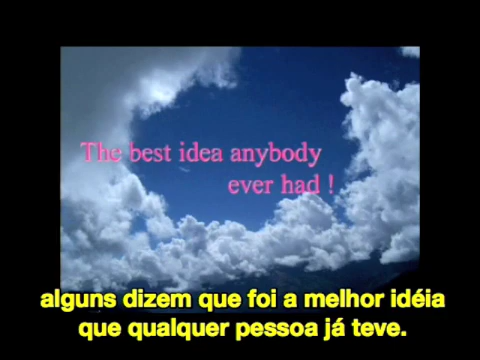 The best idea anybody
ever had !
alguns dizem que foi a melhor idéia
que qualquer pessoa já teve.